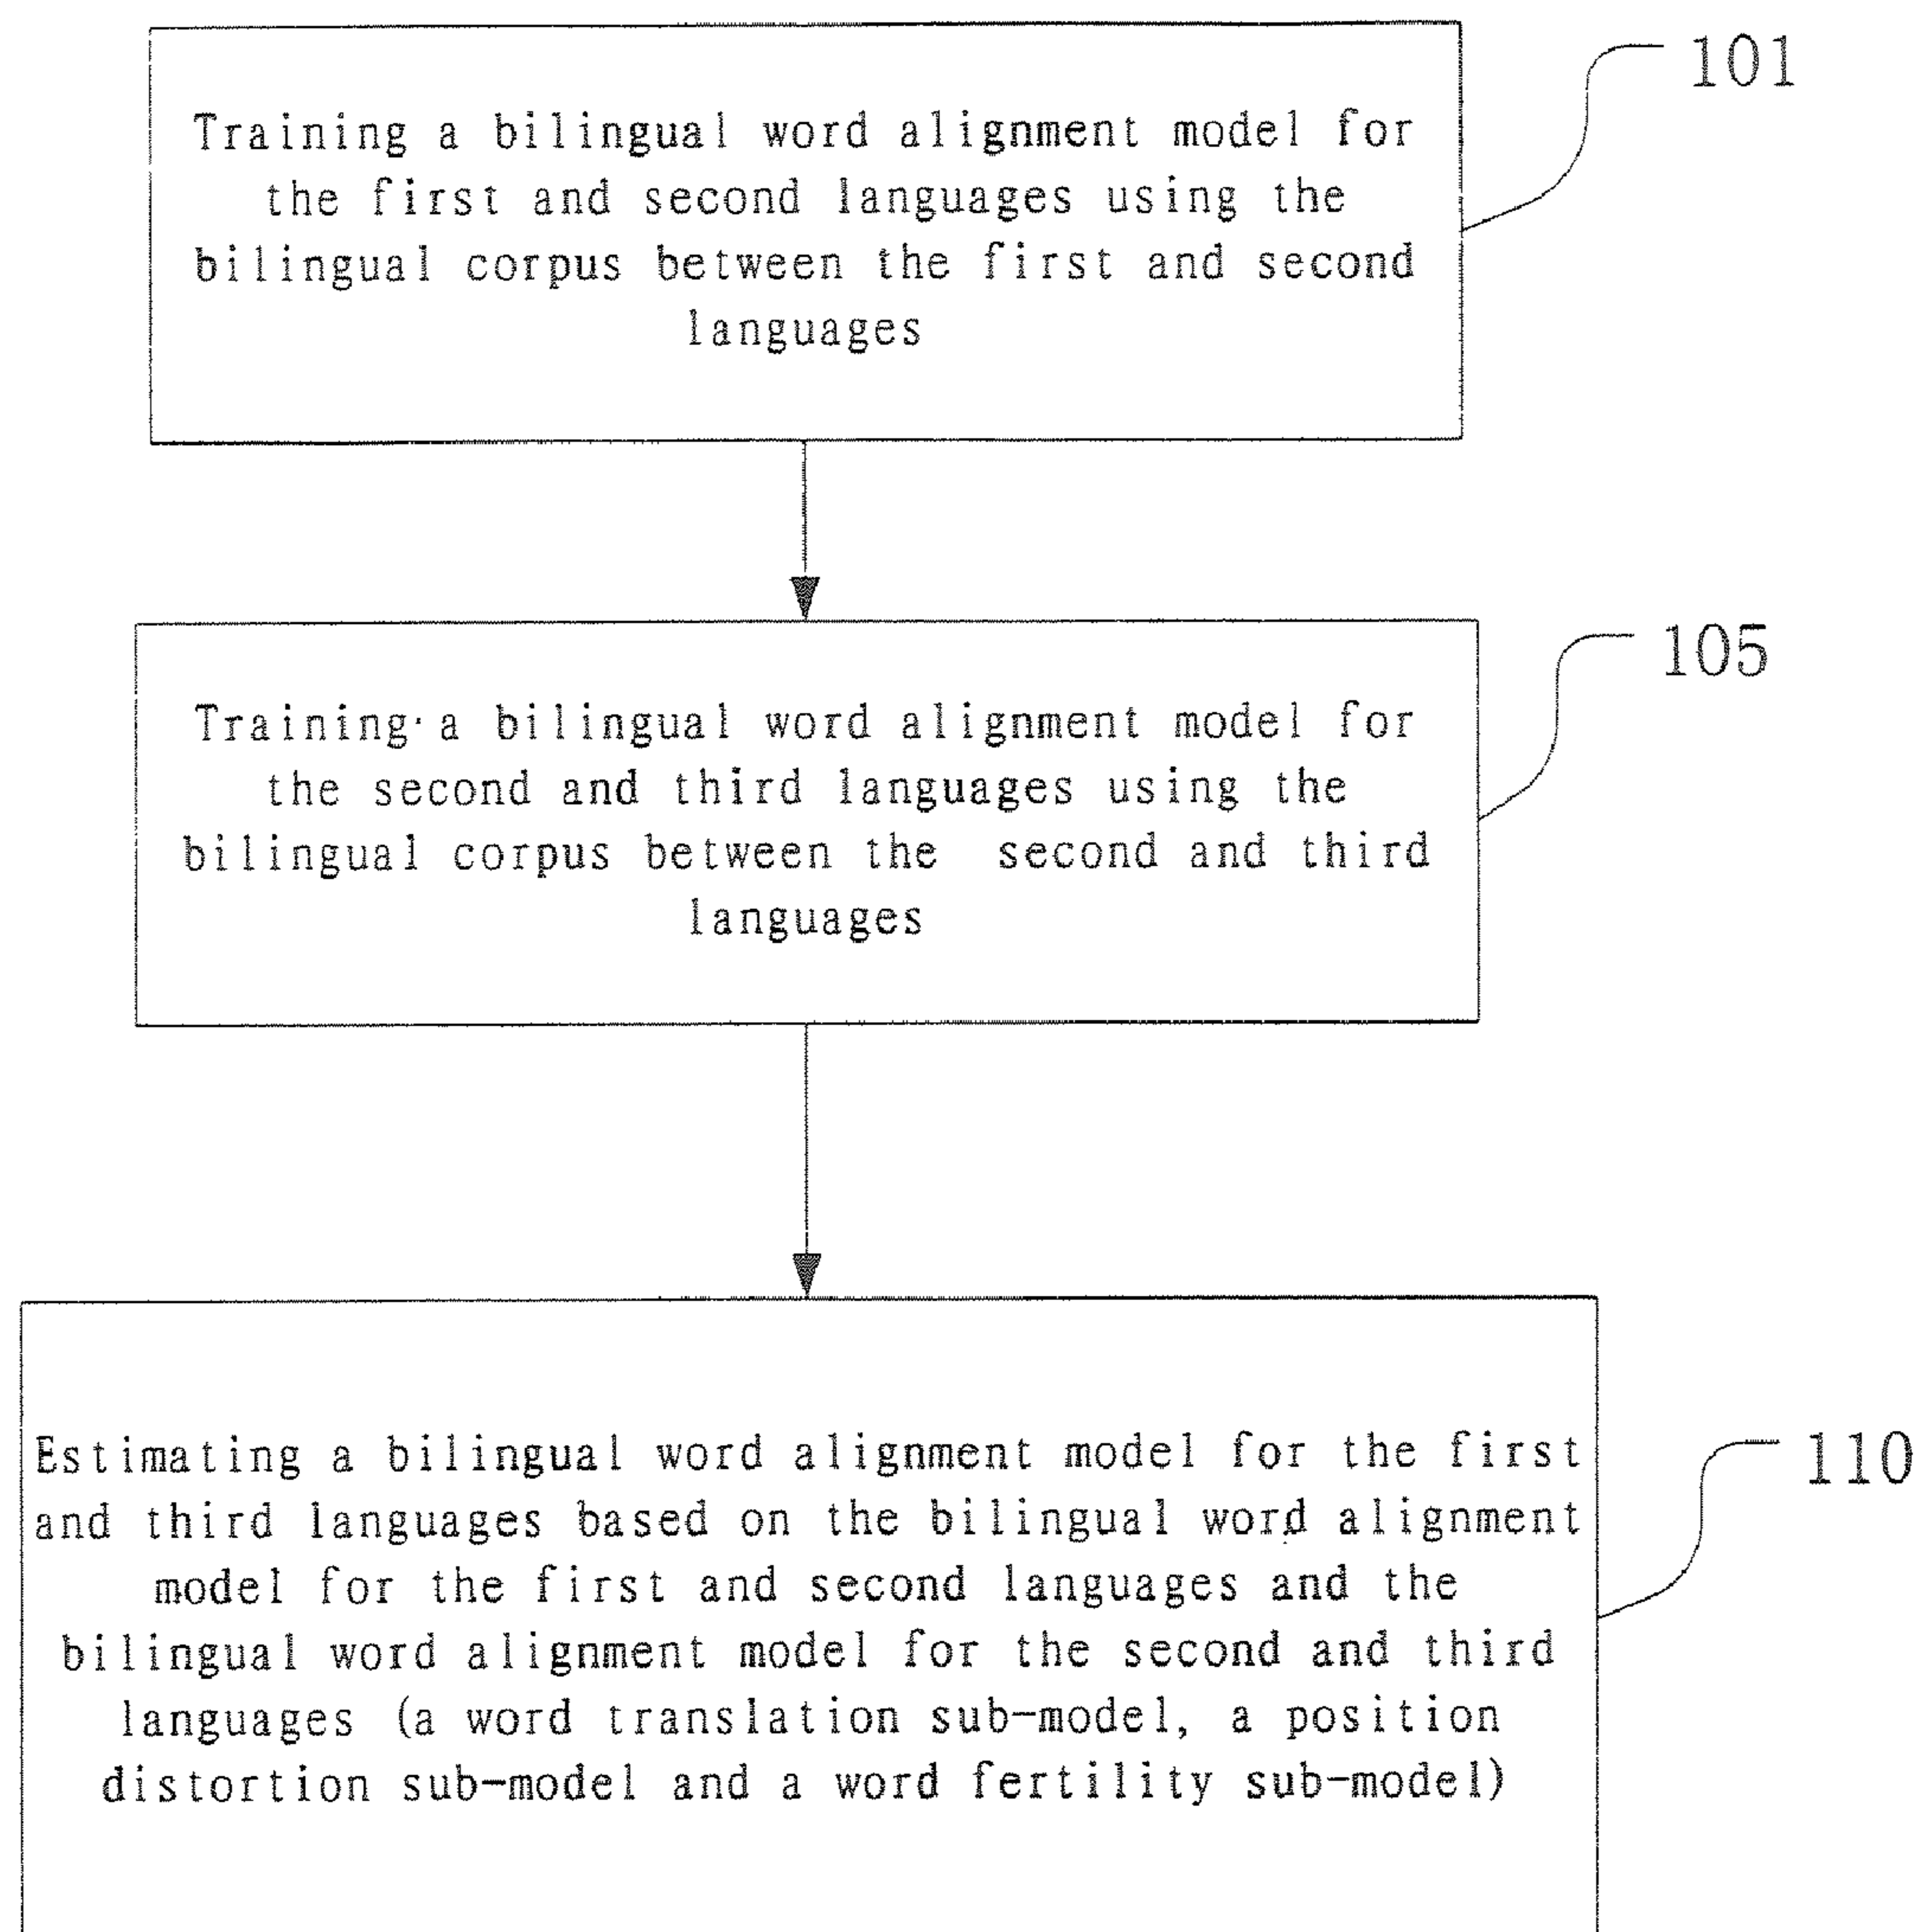 101
Training a bilingual word alignment model for
the first and second languages using the
bilingual corpus between the first and second
languages
105
Training a bilingual word alignment model for
the second and third languages using the
bilingual corpus between the second and third
languages
110
Estimating a bilingual word alignment model for the first
and third languages based on the bilingual word alignment
model for the first and second languages and the
bilingual word alignment model for the second and third
languages (a word translation sub-model, a position
distortion sub-model and a word fertility sub-model)